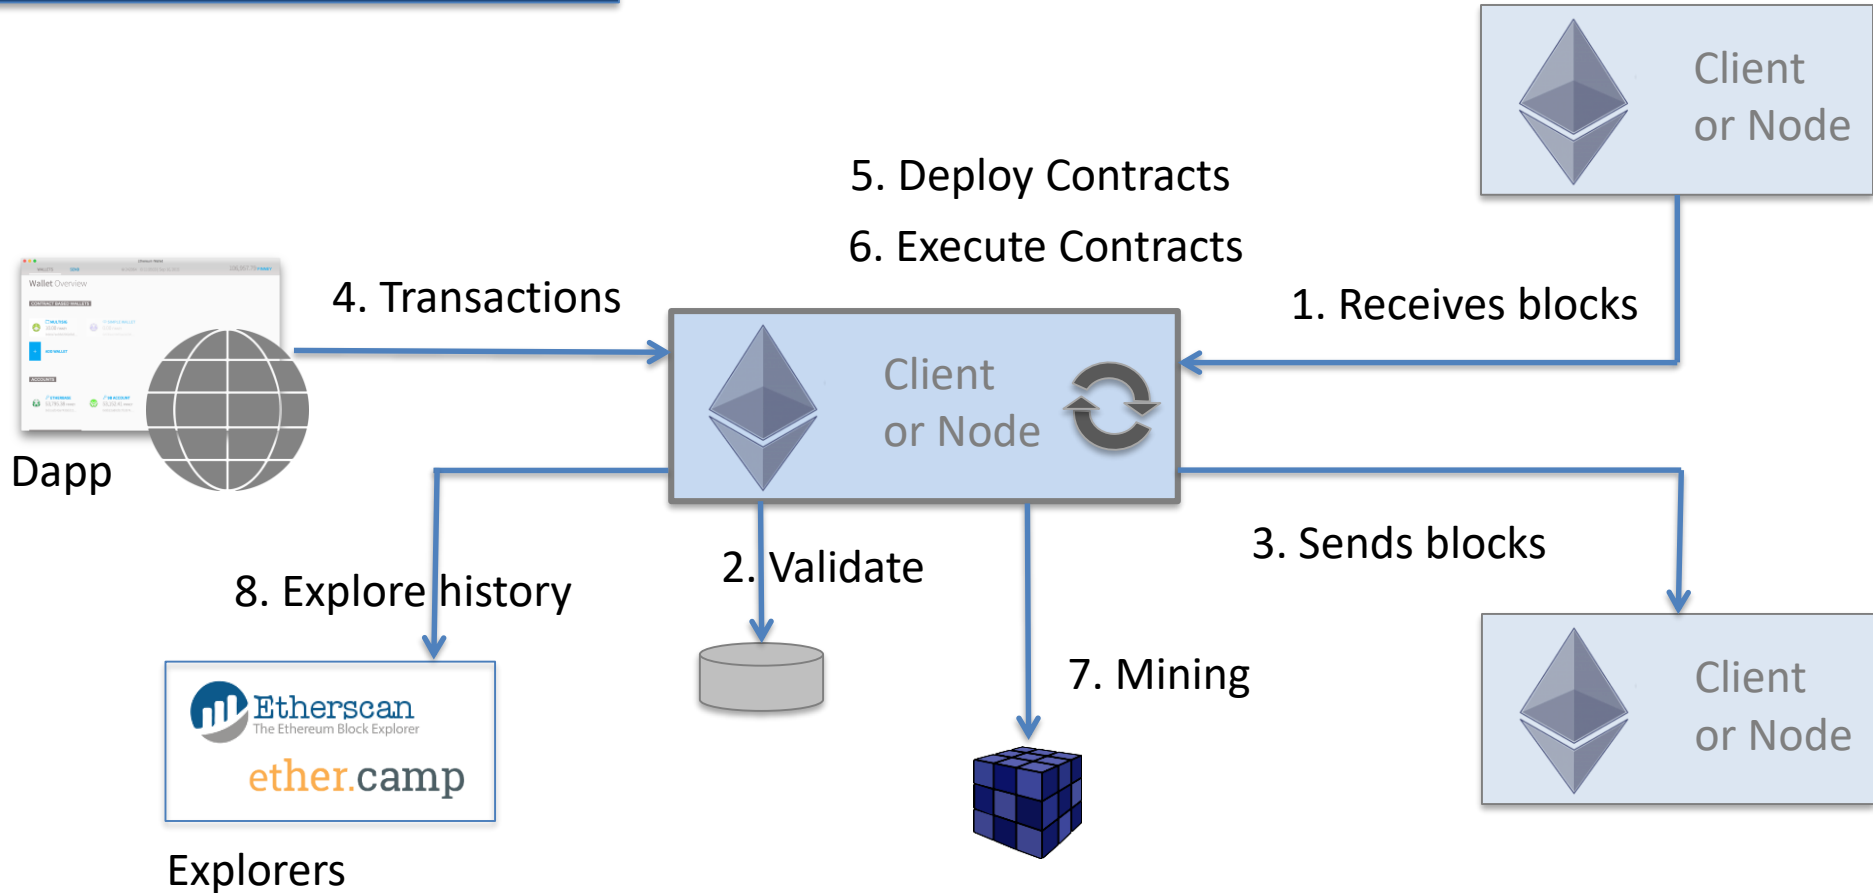 Client
or Node
5. Deploy Contracts
6. Execute Contracts
Wallet Overview
4. Transactions
1. Receives blocks
Client
or Node
Dapp
3. Sends blocks
2. Validate
8. Explore history
7. Mining
Client
or Node
Etherscan
The Ethereum Block Explorer
ether.camp
Explorers